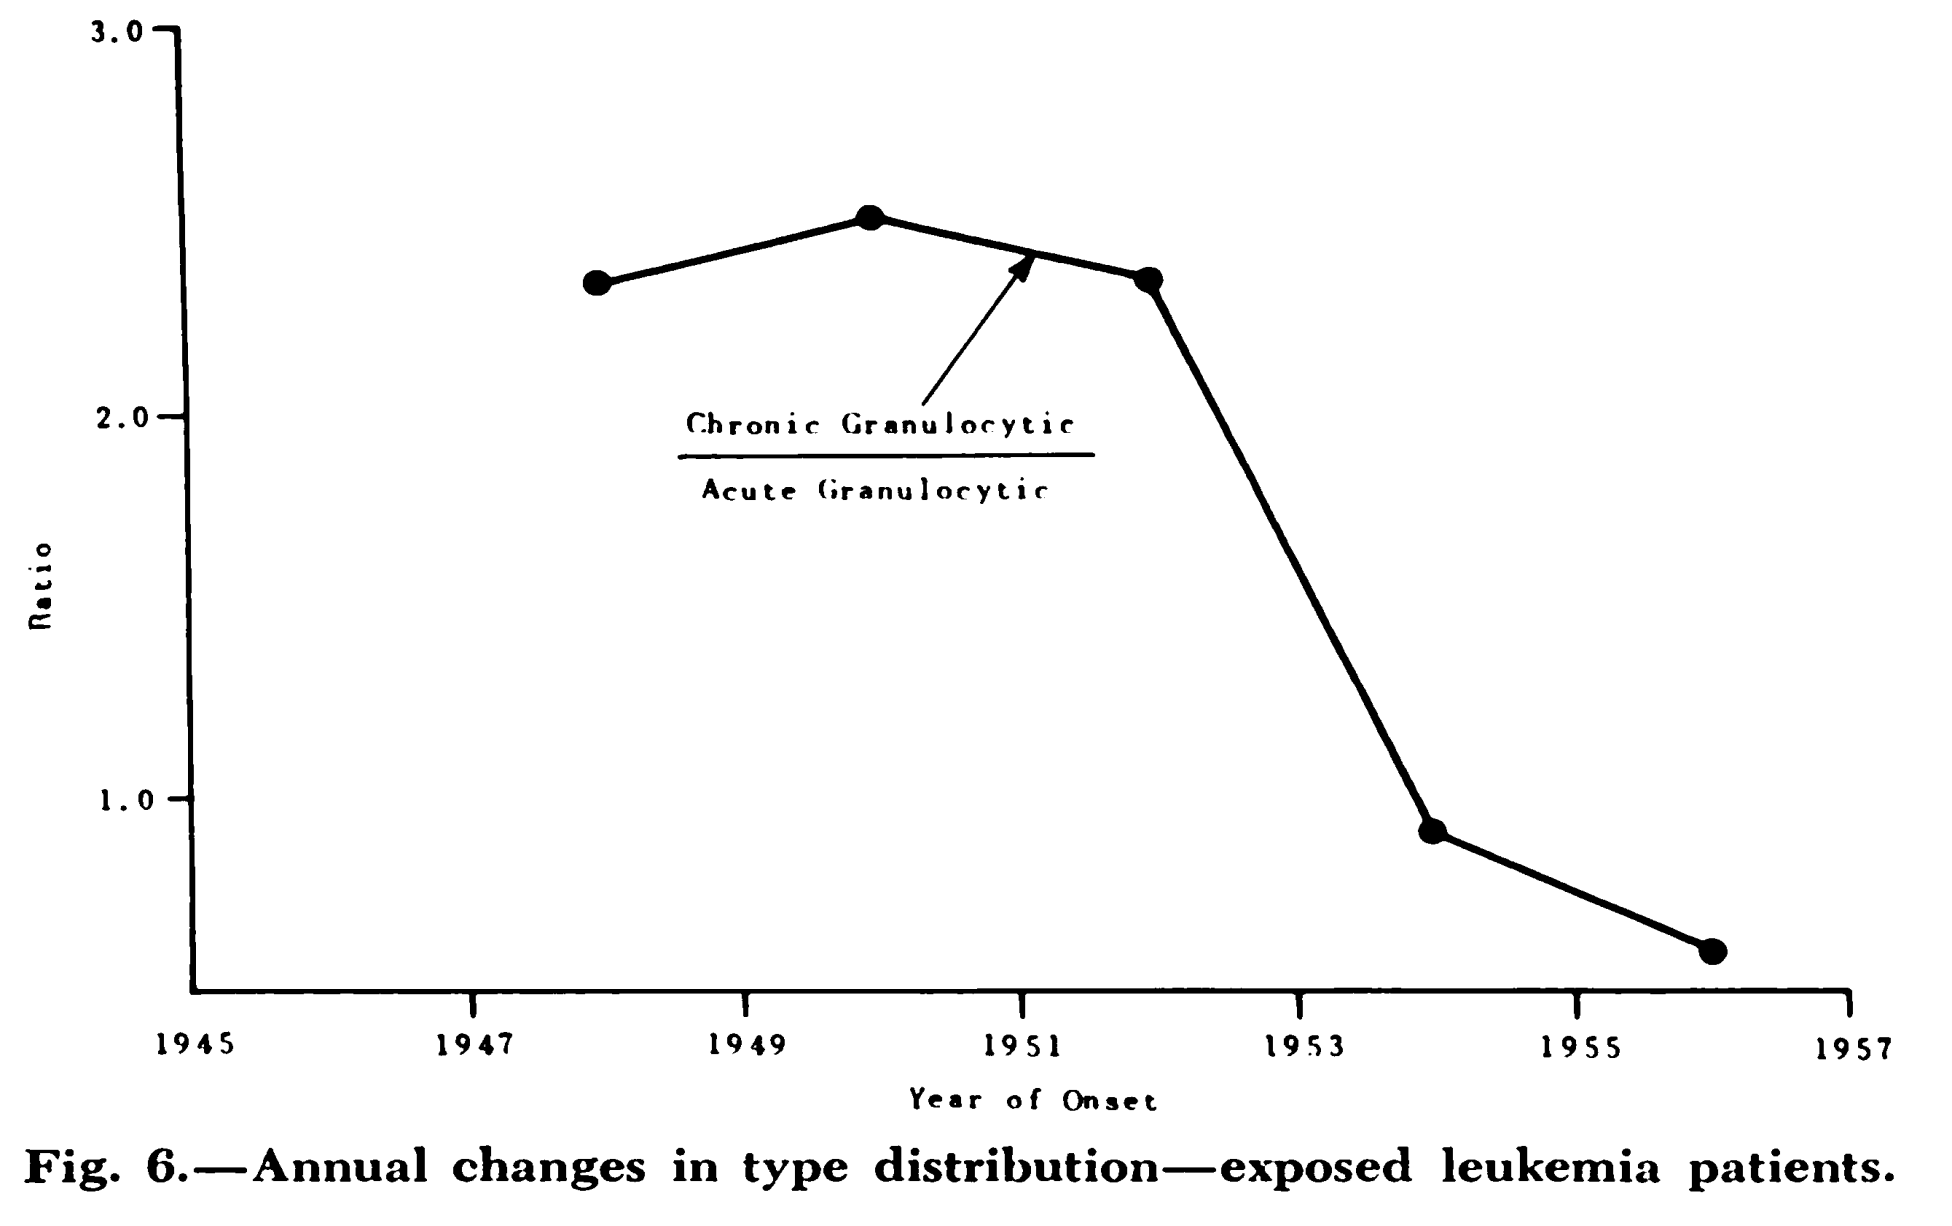 3.0
2.0
1.0
Ratio
Chronic Granulocytic
Acute Granulocytic
1945 1947 1949 1951 1953 1955 1957
Year of Onset
Fig. 6.—Annual changes in type distribution—exposed leukemia patients.